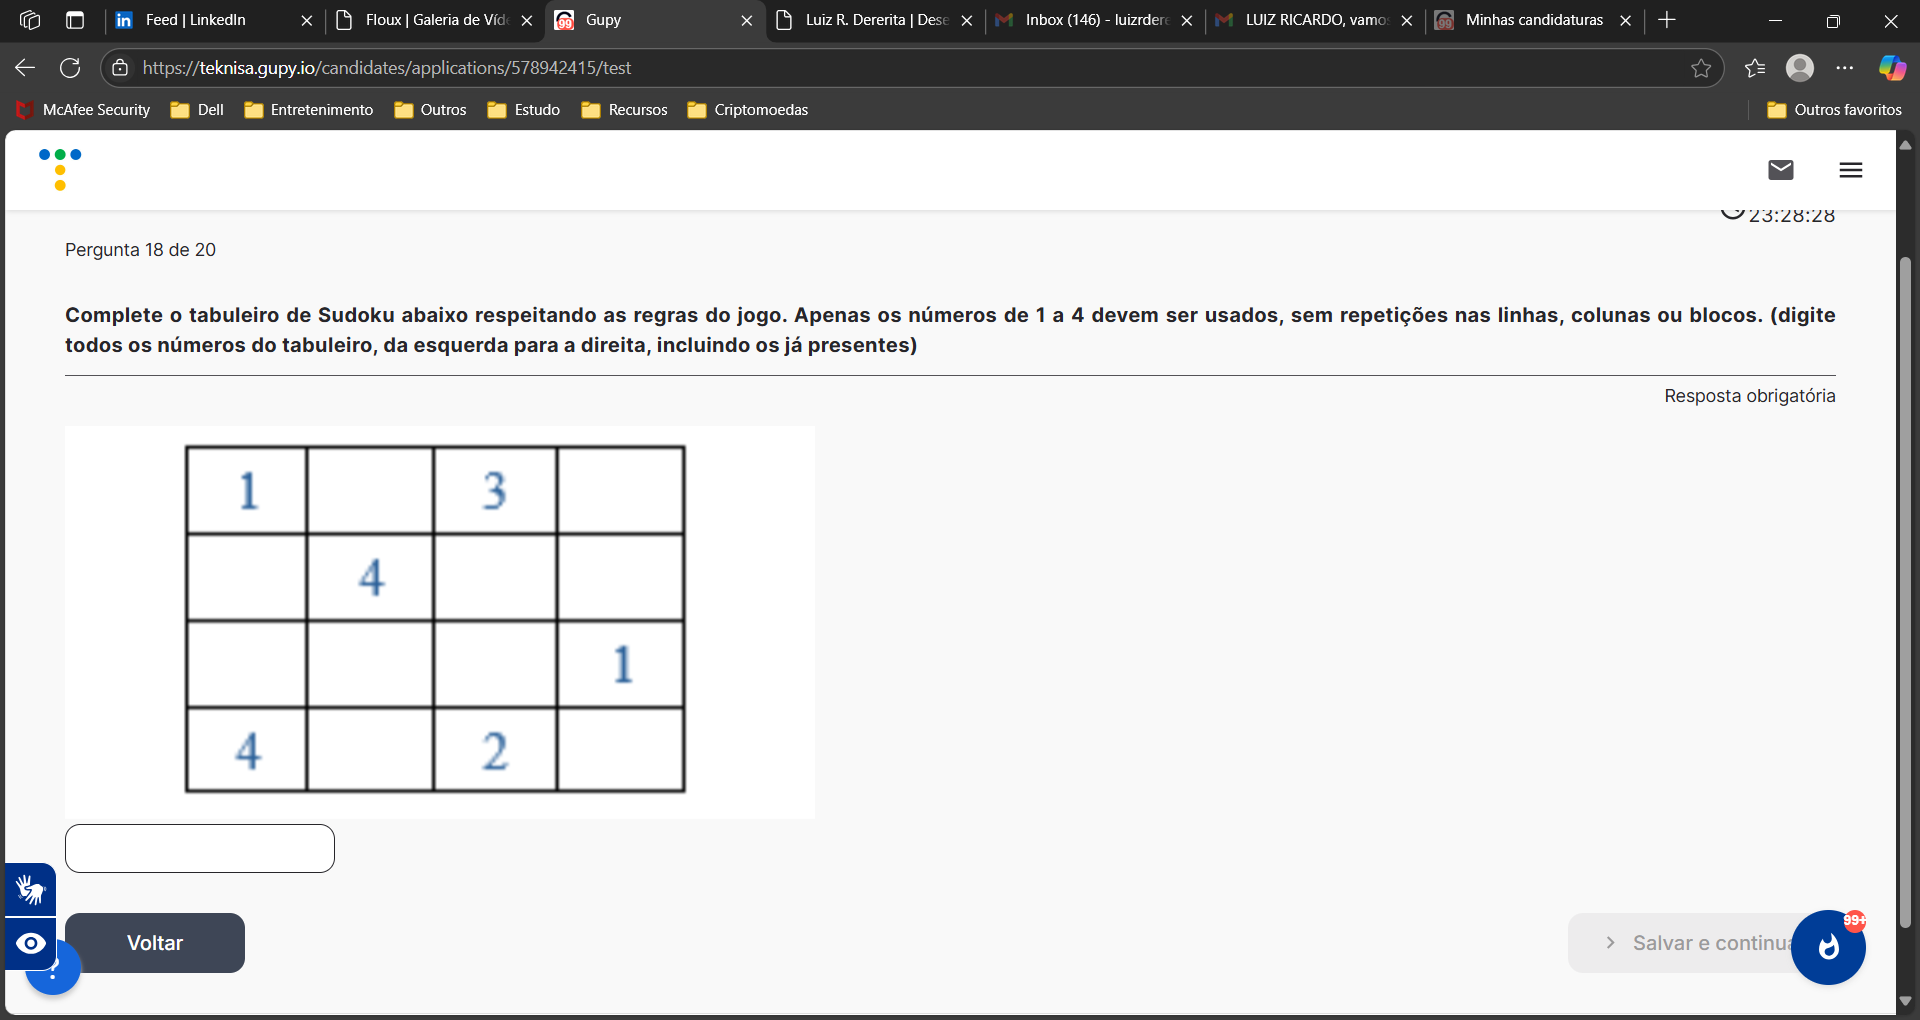 Feed | LinkedIn
Floux | Galeria de Víd
Gupy
Luiz R. Dererita | Dese
Inbox (146) - luizrdere
LUIZ RICARDO, vamos
Minhas candidaturas
https://teknisa.gupy.io/candidates/applications/578942415/test
McAfee Security
Dell
Entretenimento
Outros
Estudo
Recursos
Criptomoedas
Outros favoritos
23:28:28
Pergunta 18 de 20
Complete o tabuleiro de Sudoku abaixo respeitando as regras do jogo. Apenas os números de 1 a 4 devem ser usados, sem repetições nas linhas, colunas ou blocos. (digite
todos os números do tabuleiro, da esquerda para a direita, incluindo os já presentes)
Resposta obrigatória
1 3
4
1
4 2
Voltar
Salvar e continua
99+
?